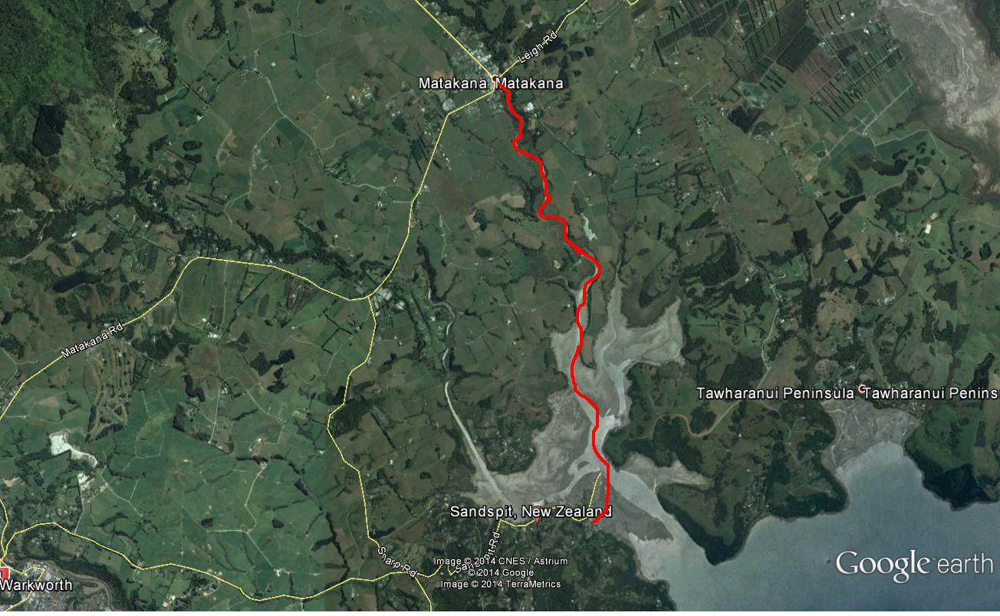 Leigh Rd
Matakana Matakana
Matakana Rd
Tawharanui Peninsula Tawharanui Penins
Sandspit, New Zealand
Sharp Rd
Image © 2014 CNES / Astrium
© 2014 Google
Image © 2014 TerraMetrics
Google earth
Warkworth